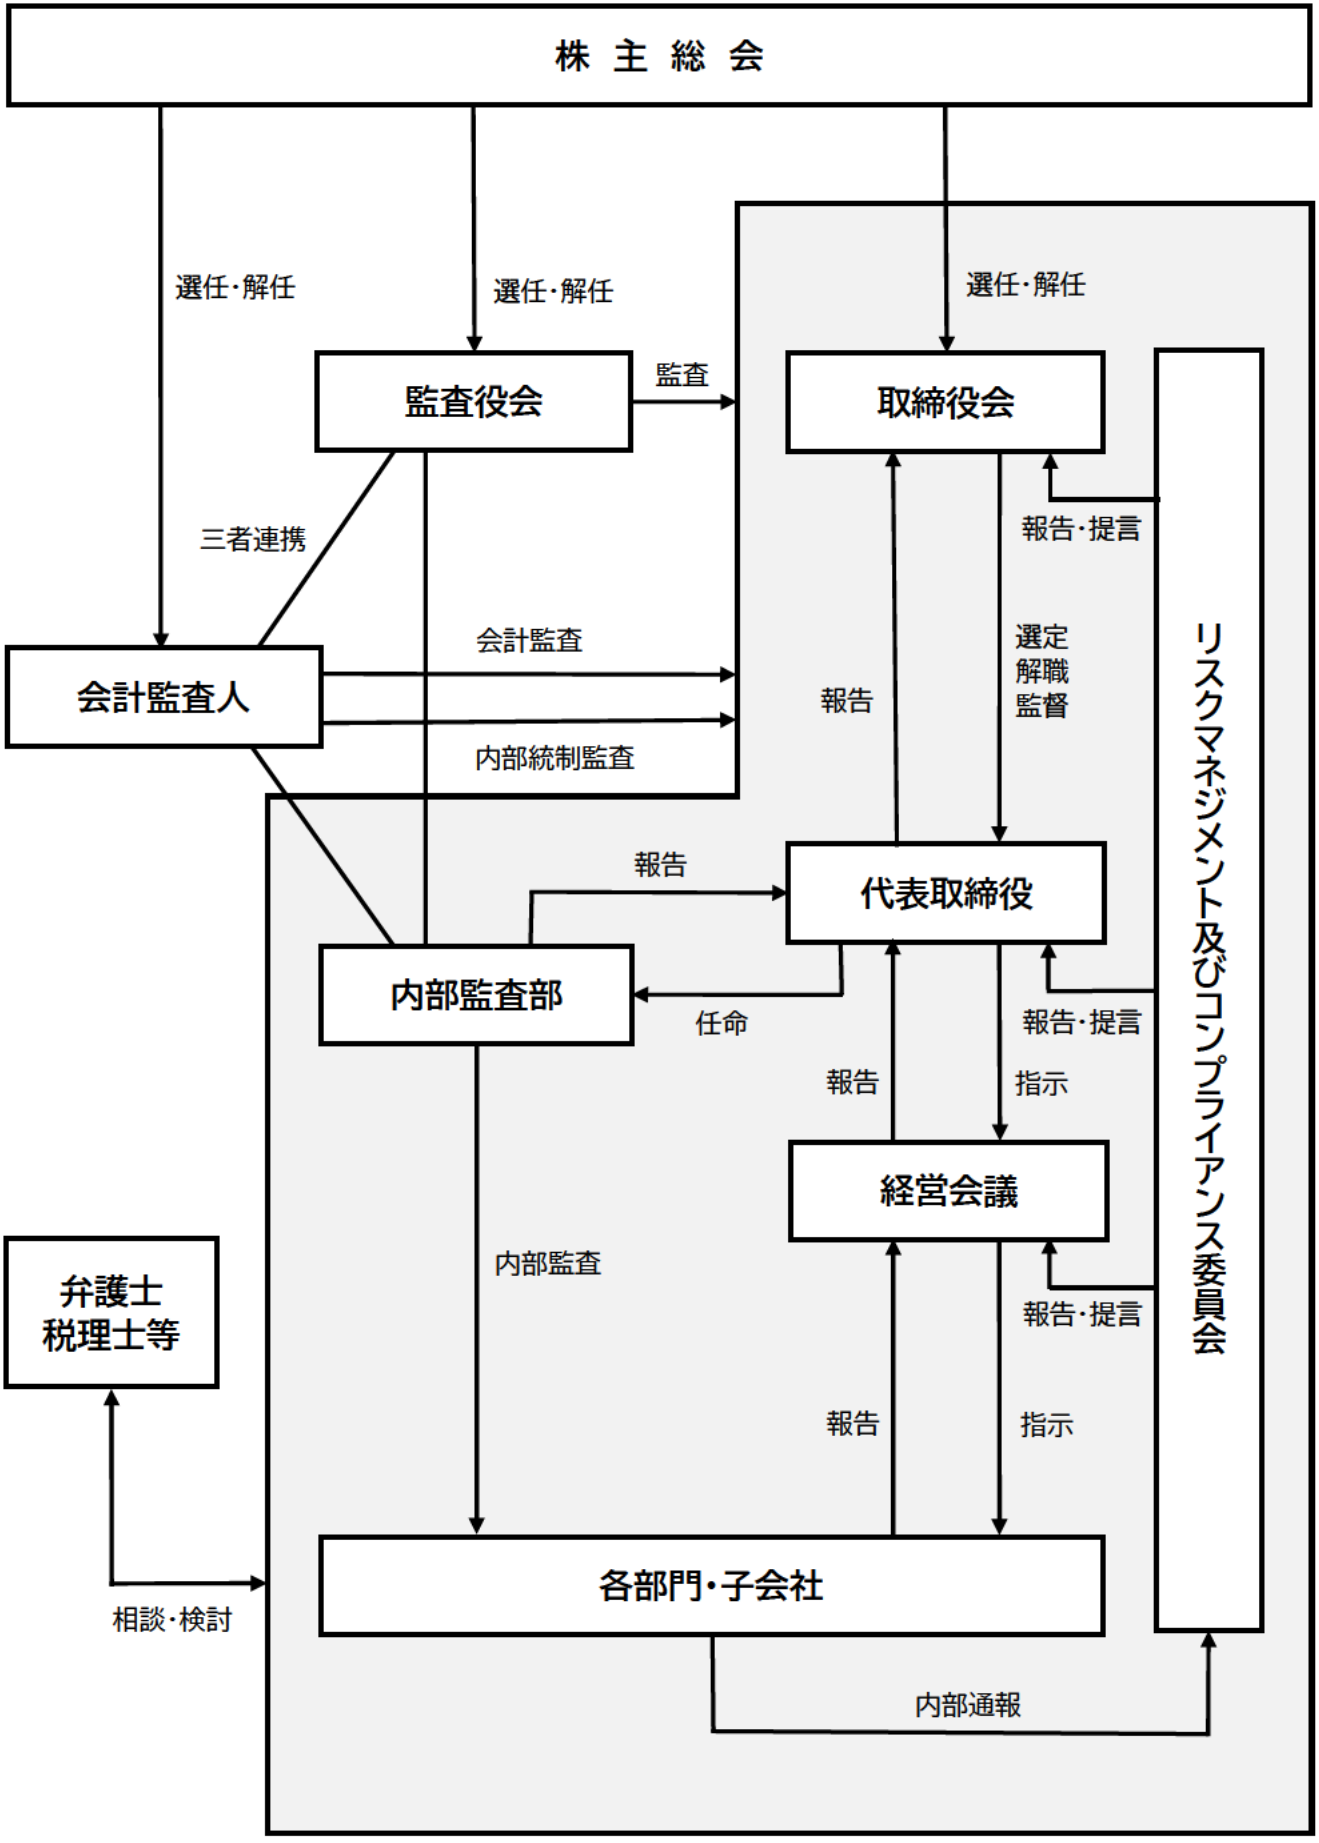 株主総会
選任・解任
選任・解任
選任・解任
監査役会
監査
取締役会
三者連携
報告・提言
会計監査人
会計監査
内部統制監査
報告
選定
解職
監督
リスクマネジメント及びコンプライアンス委員会
報告
代表取締役
内部監査部
任命
報告・提言
報告
指示
経営会議
弁護士
税理士等
内部監査
報告・提言
報告
指示
各部門・子会社
相談・検討
内部通報